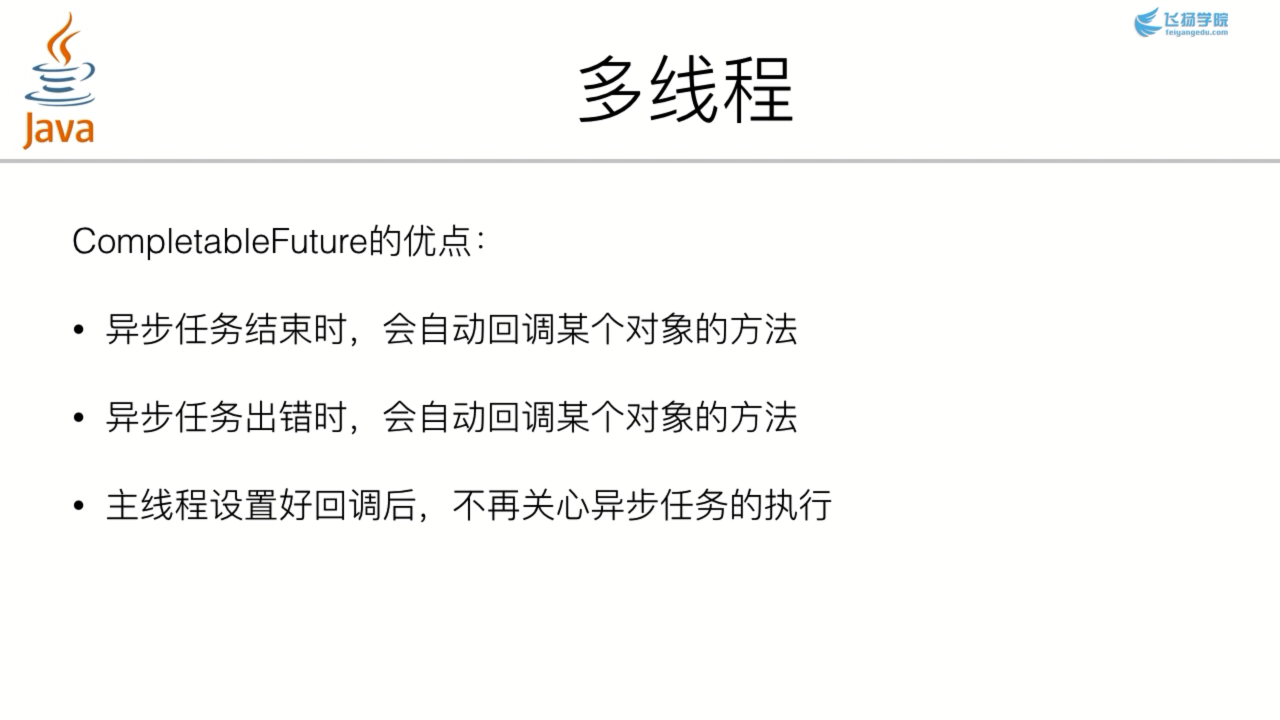 Java
飞扬学院
feiyangedu.com
多线程
CompletableFuture的优点：
• 异步任务结束时，会自动回调某个对象的方法
• 异步任务出错时，会自动回调某个对象的方法
• 主线程设置好回调后，不再关心异步任务的执行